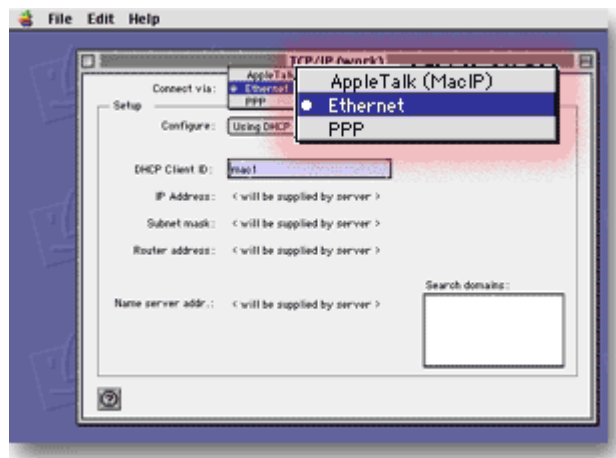 File Edit Help
TCP/IP (work)
Connect via:
AppleTalk (MacIP)
Ethernet
PPP
AppleTalk (MacIP)
Ethernet
PPP
Setup
Configure: Using DHCP
DHCP Client ID: mac1
IP Address: < will be supplied by server >
Subnet mask: < will be supplied by server >
Router address: < will be supplied by server >
Search domains:
Name server addr.: < will be supplied by server >